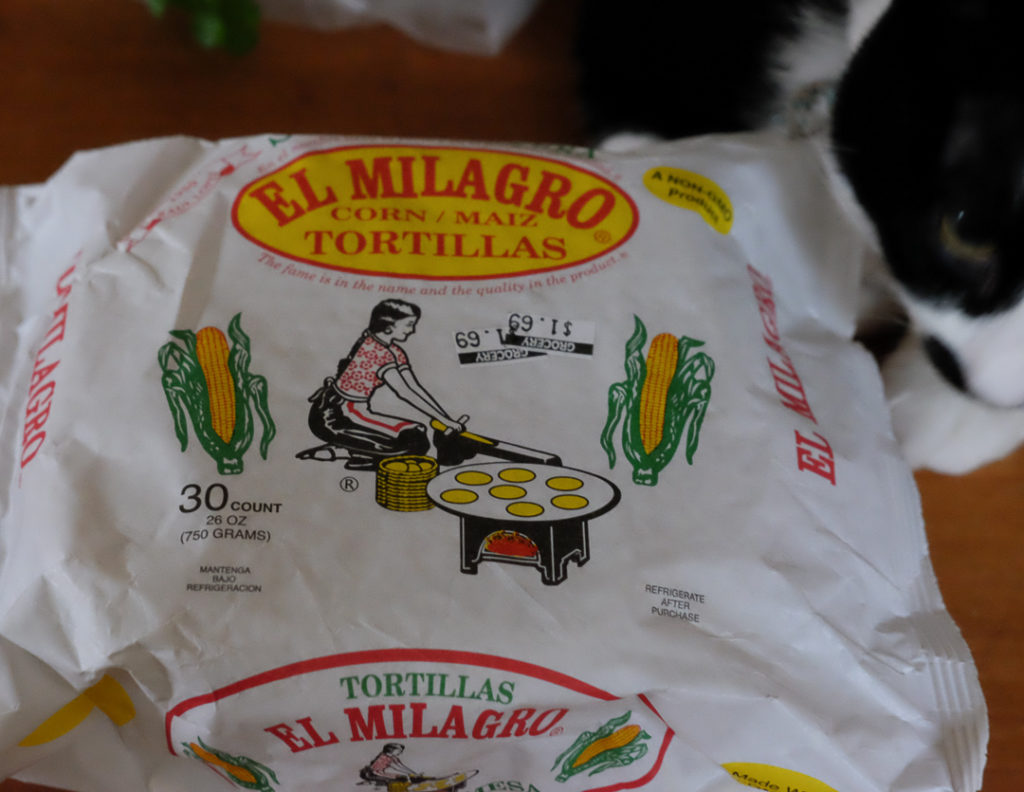 EL MILAGRO®
CORN / MAIZ
TORTILLAS
The fame is in the name and the quality in the product.®
A NON-GMO
Product
$1.69
GROCERY
1.69
GROCERY
EL MILAGRO
EL MILAGRO
®
30 COUNT
26 OZ
(750 GRAMS)
MANTENGA
BAJO
REFRIGERACION
REFRIGERATE
AFTER
PURCHASE
TORTILLAS
EL MILAGRO®
Made